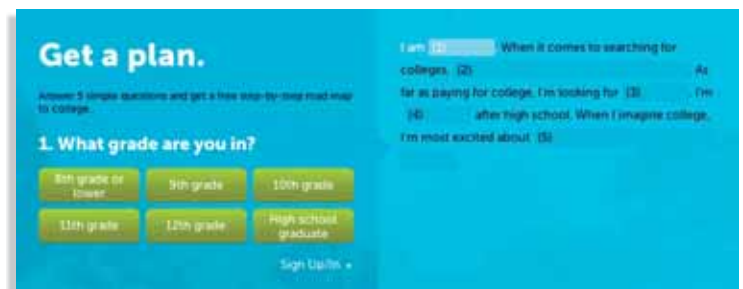 Get a plan.
Answer 5 simple questions and get a free step-by-step road map
to college.
1. What grade are you in?
8th grade or
lower
9th grade
10th grade
11th grade
12th grade
High school
graduate
Sign Up/In
I am (1) . When it comes to searching for
colleges, (2) As
far as paying for college, I'm looking for (3) I'm
(4) after high school. When I imagine college,
I'm most excited about (5)